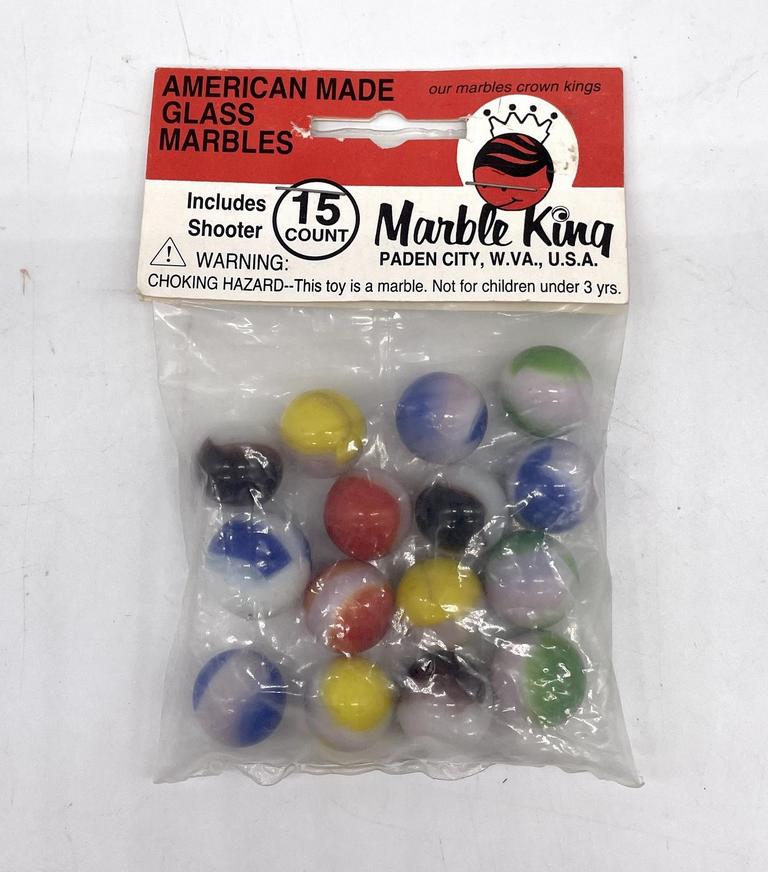 AMERICAN MADE
GLASS
MARBLES
our marbles crown kings
Includes
Shooter
15
COUNT
Marble King
PADEN CITY, W.VA., U.S.A.
WARNING:
CHOKING HAZARD--This toy is a marble. Not for children under 3 yrs.